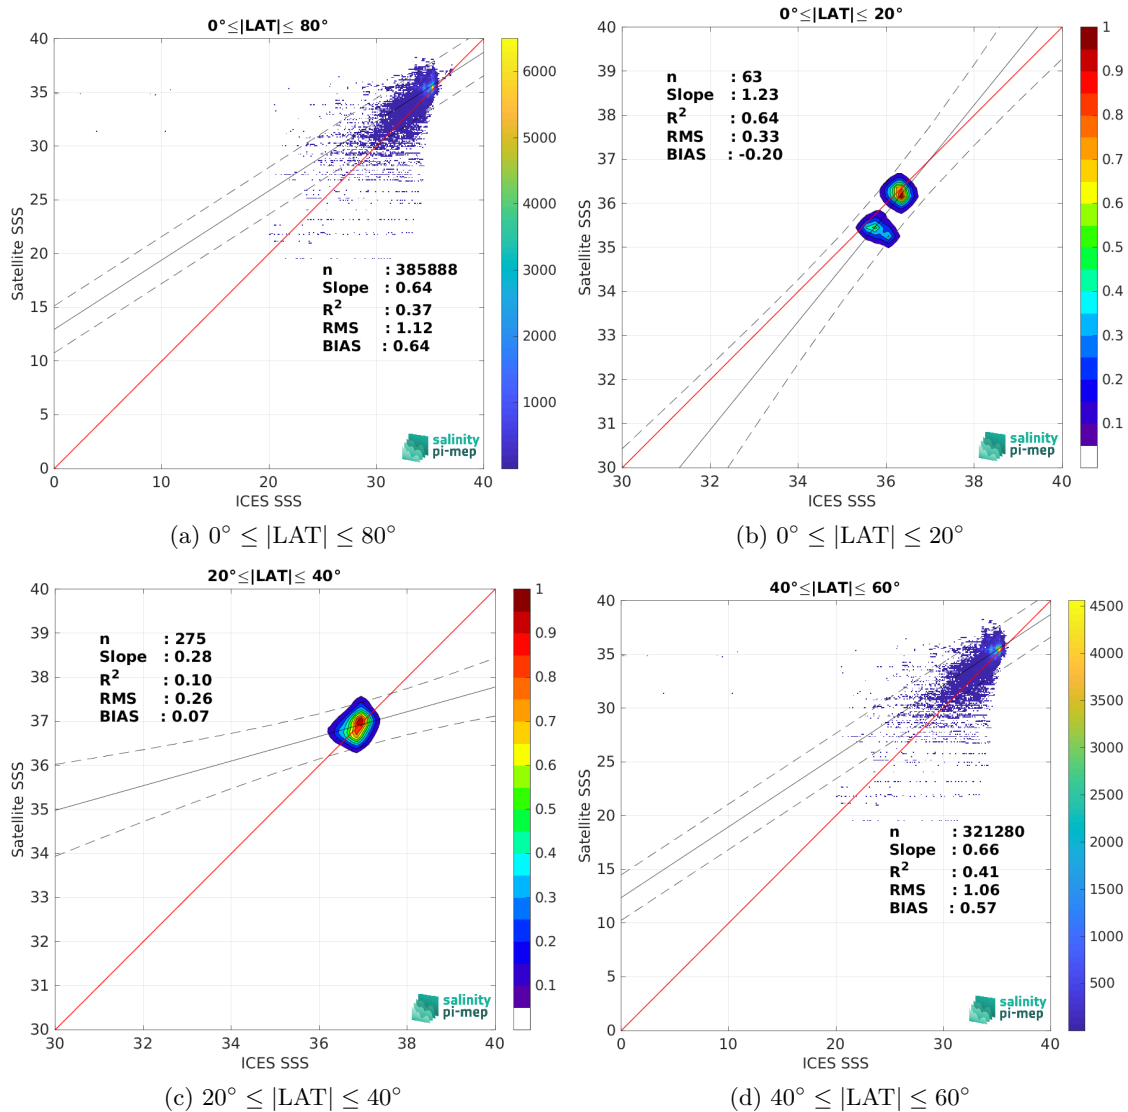 0°≤|LAT|≤ 80°
40
35
30
25
20
15
10
5
0
0
10
20
30
40
Satellite SSS
ICES SSS
n : 385888
Slope : 0.64
R² : 0.37
RMS : 1.12
BIAS : 0.64
salinity
pi-mep
6000
5000
4000
3000
2000
1000
(a) 0° ≤ |LAT| ≤ 80°
0°≤|LAT|≤ 20°
40
39
38
37
36
35
34
33
32
31
30
30
32
34
36
38
40
Satellite SSS
ICES SSS
n : 63
Slope : 1.23
R² : 0.64
RMS : 0.33
BIAS : -0.20
salinity
pi-mep
1
0.9
0.8
0.7
0.6
0.5
0.4
0.3
0.2
0.1
(b) 0° ≤ |LAT| ≤ 20°
20°≤|LAT|≤ 40°
40
39
38
37
36
35
34
33
32
31
30
30
32
34
36
38
40
Satellite SSS
ICES SSS
n : 275
Slope : 0.28
R² : 0.10
RMS : 0.26
BIAS : 0.07
salinity
pi-mep
1
0.9
0.8
0.7
0.6
0.5
0.4
0.3
0.2
0.1
(c) 20° ≤ |LAT| ≤ 40°
40°≤|LAT|≤ 60°
40
35
30
25
20
15
10
5
0
0
10
20
30
40
Satellite SSS
ICES SSS
n : 321280
Slope : 0.66
R² : 0.41
RMS : 1.06
BIAS : 0.57
salinity
pi-mep
4500
4000
3500
3000
2500
2000
1500
1000
500
(d) 40° ≤ |LAT| ≤ 60°